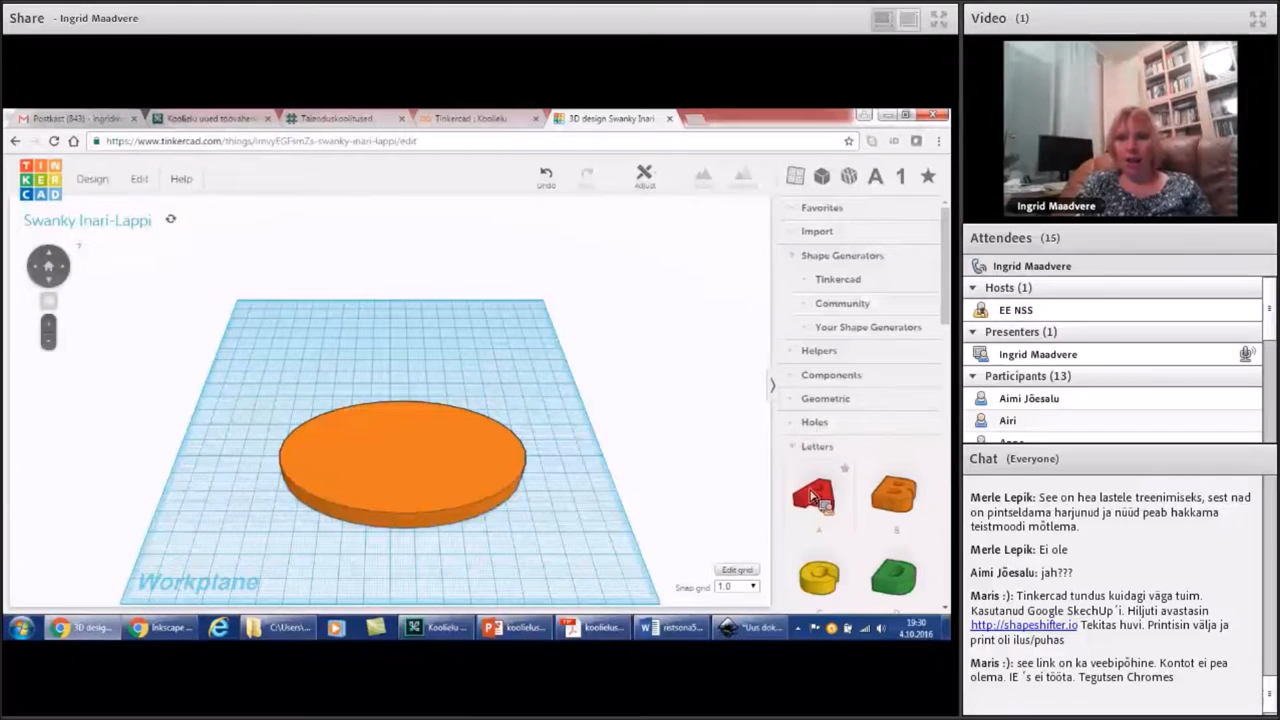 Share - Ingrid Maadvere
Video (1)
Ingrid Maadvere
Attendees (15)
Ingrid Maadvere
Hosts (1)
EE NSS
Presenters (1)
Ingrid Maadvere
Participants (13)
Aimi Jõesalu
Airi
Chat (Everyone)
Merle Lepik: See on hea lastele treenimiseks, sest nad
on pintseldama harjunud ja nüüd peab hakkama
teistmoodi mõtlema.
Merle Lepik: Ei ole
Aimi Jõesalu: jah???
Maris :): Tinkercad tundus kuidagi väga tuim.
Kasutanud Google SkechUp´i. Hiljuti avastasin
http://shapeshifter.io Tekitas huvi. Printisin välja ja
print oli ilus/puhas
Maris :): see link on ka veebipõhine. Kontot ei pea
olema. IE´s ei tööta. Tegutsen Chromes
Postkast (843) - ingridm
Koolielu uued töövahen
Täienduskoolitused
Tinkercad : Koolielu
3D design Swanky Inari
https://www.tinkercad.com/things/imvyEGFsmZs-swanky-inari-lappi/edit
TIN
KER
CAD
Design
Edit
Help
Undo
Adjust
1
Swanky Inari-Lappi
?
Favorites
Import
Shape Generators
Tinkercad
Community
Your Shape Generators
Helpers
Components
Geometric
Holes
Letters
A
B
Workplane
Edit grid
Snap grid 1.0
3D desig...
Inkscape...
C:\Users\...
Koolielu ...
koolielus...
koolielus...
ristsona5...
"Uus dok...
19:30
4.10.2016